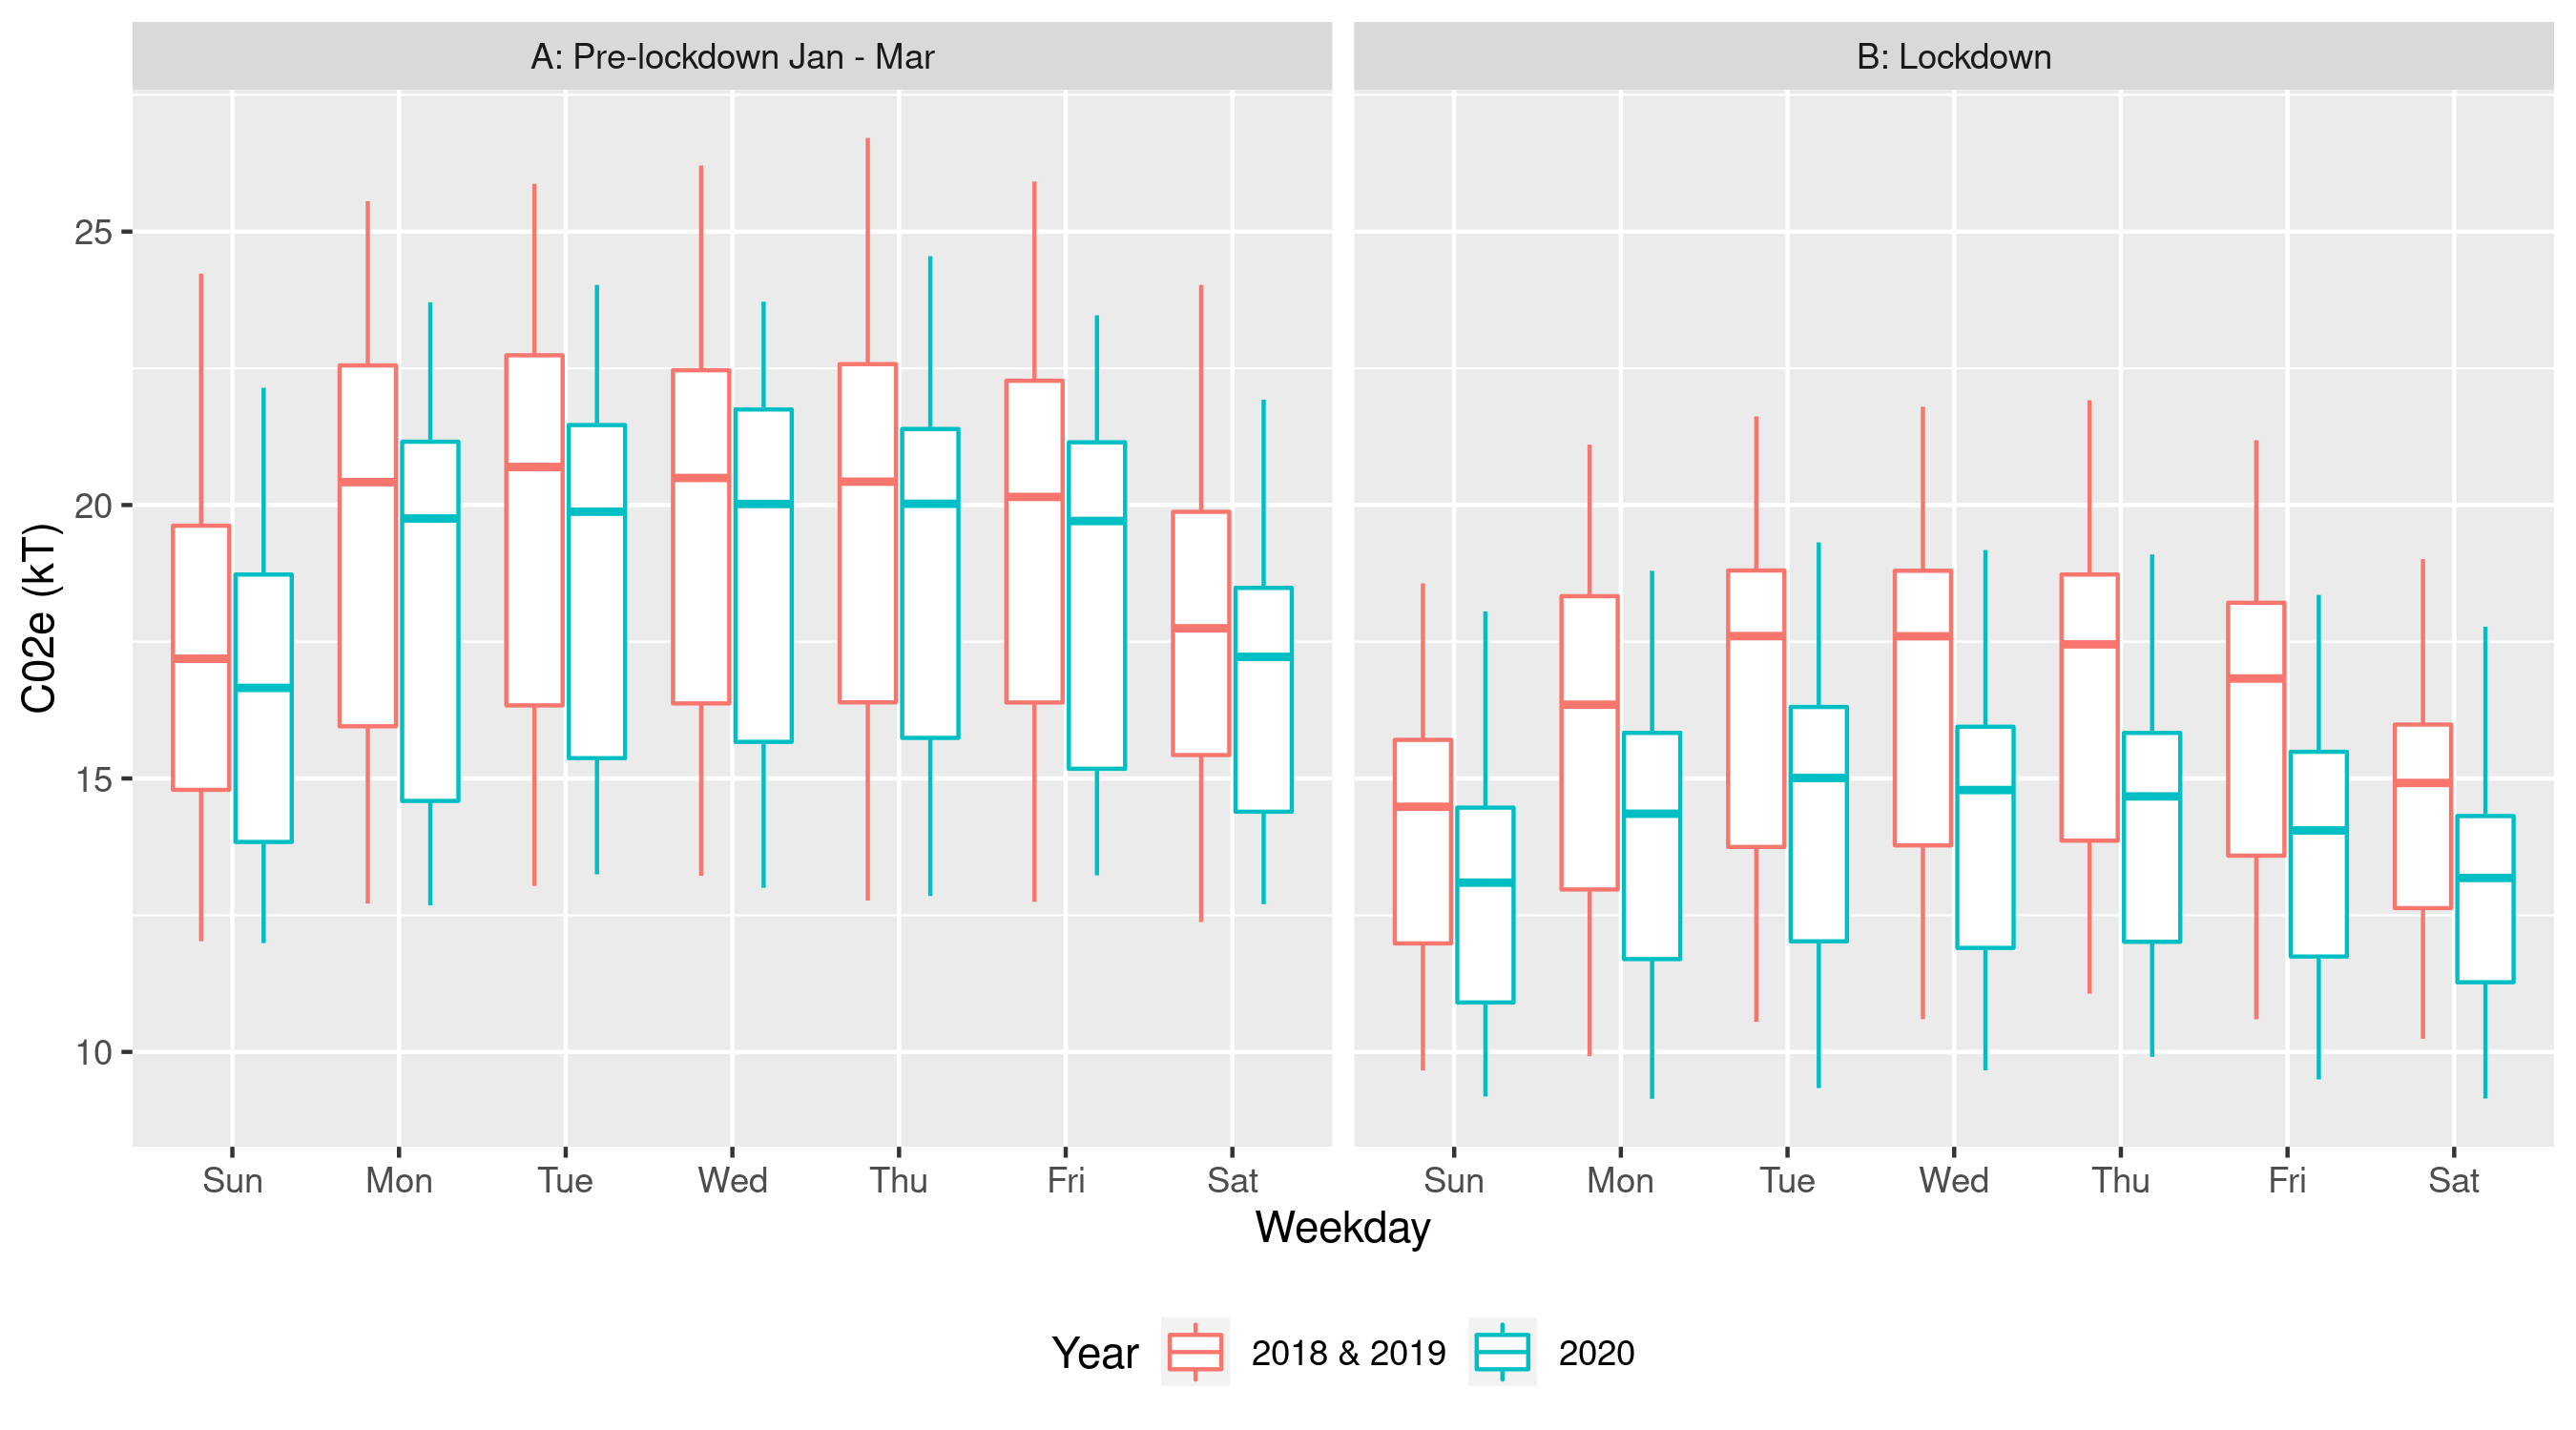 A: Pre-lockdown Jan - Mar
B: Lockdown
C02e (kT)
25
20
15
10
Sun Mon Tue Wed Thu Fri Sat
Sun Mon Tue Wed Thu Fri Sat
Weekday
Year 2018 & 2019 2020